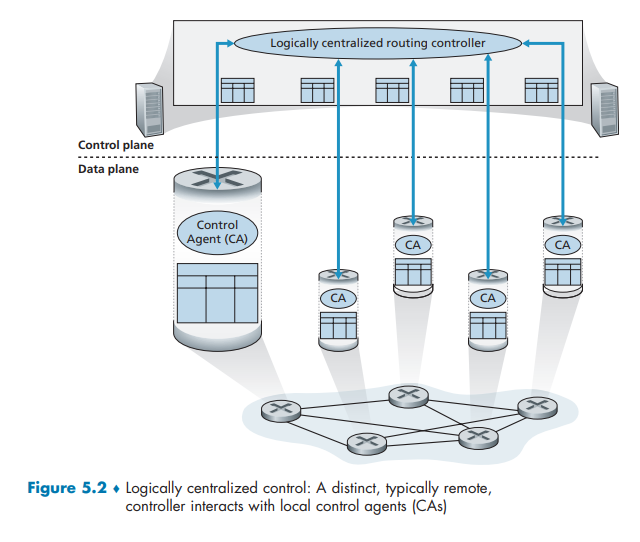 Logically centralized routing controller
Control plane
Data plane
Control
Agent (CA)
CA
CA
CA
CA
Figure 5.2 ♦ Logically centralized control: A distinct, typically remote,
controller interacts with local control agents (CAs)